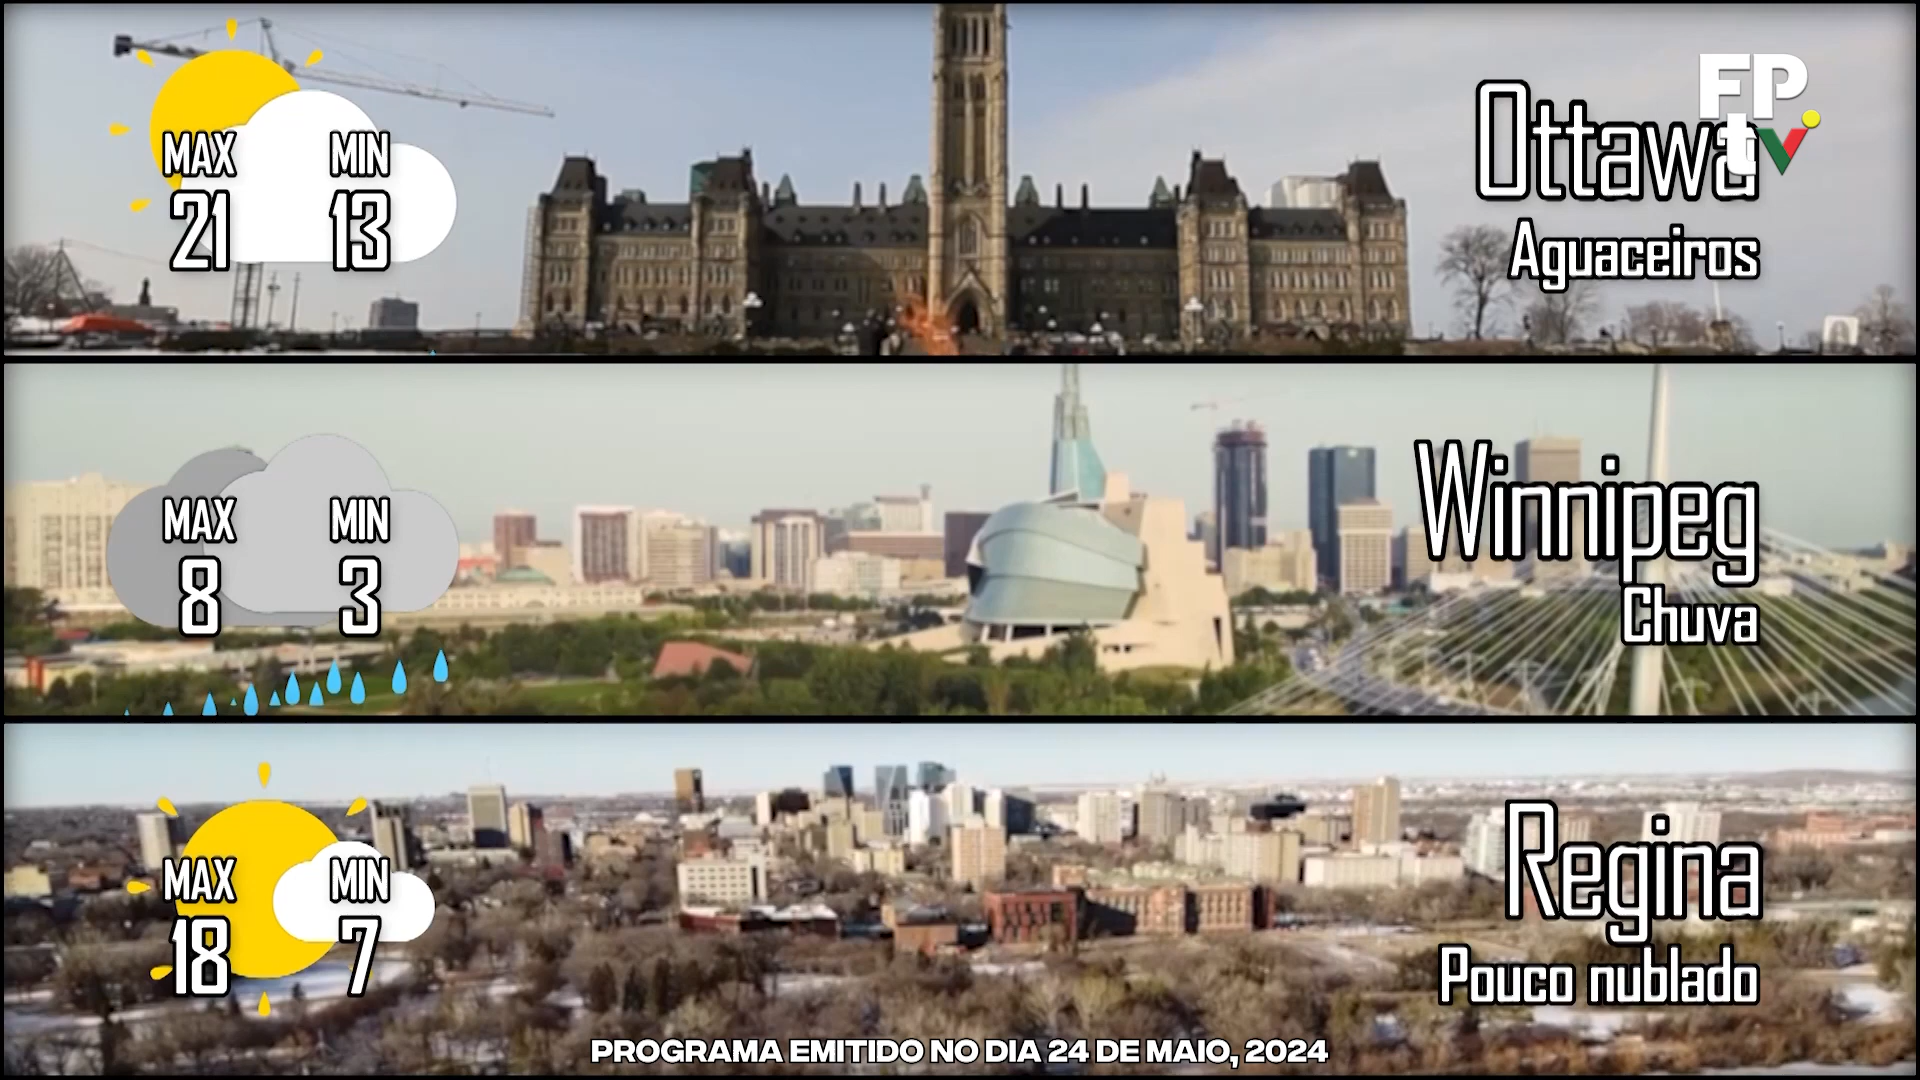 FP
tv
Ottawa
Aguaceiros
MAX MIN
21 13
Winnipeg
Chuva
MAX MIN
8 3
Regina
Pouco nublado
MAX MIN
18 7
PROGRAMA EMITIDO NO DIA 24 DE MAIO, 2024